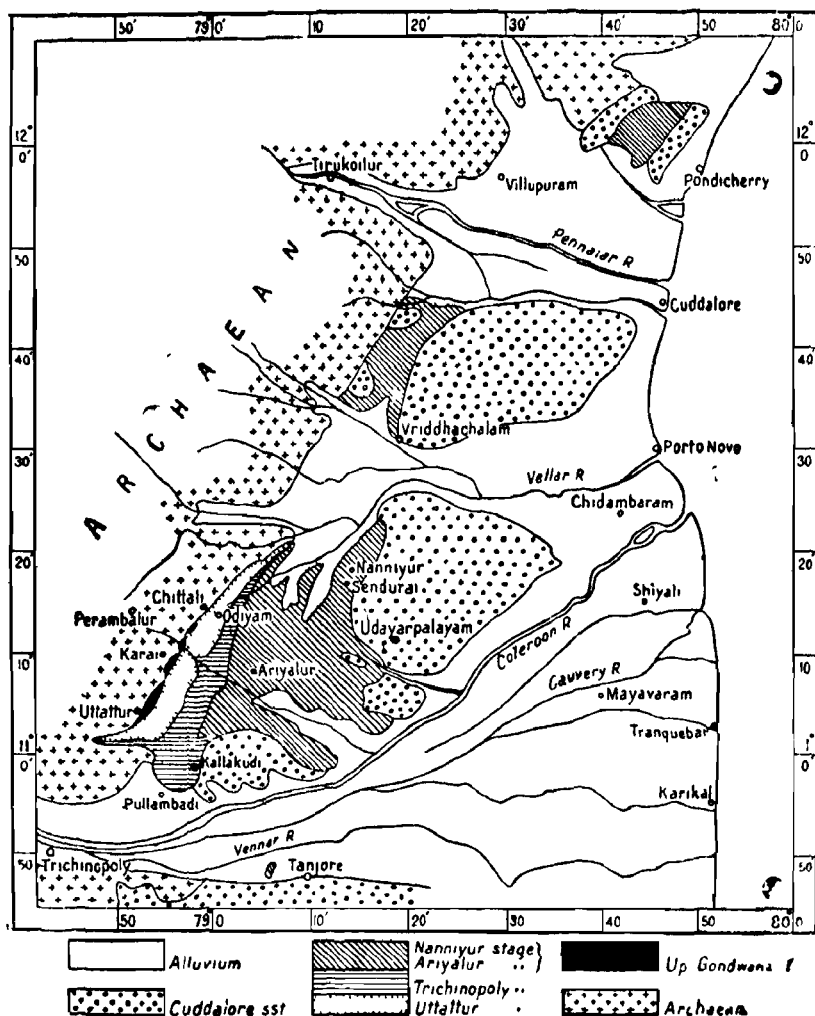 50' 79° 0' 10' 20' 30' 40' 50' 80° 0
12° 0' 12° 0'
Tirukoilur
Villupuram
Pondicherry
50' 50'
Pennaiar R
Cuddalore
ARCHAEAN
40' 40'
Vriddhachalam
30' 30'
Porto Novo
Vellar R
Chidambaram
20' 20'
Nanniyur
Sendurai
Chittali
Shiyali
Perambalur
Odiyam
Udayarpalayam
Coleroon R
Karai
10' 10'
Ariyalur
Cauvery R
Mayavaram
Uttattur
Tranquebar
11° 0' 0'
Kallakudi
Karikal
Pullambadi
Vennar R
50' 50'
Trichinopoly
Tanjore
50' 79° 0' 10' 20' 30' 40' 50' 80° 0'
Alluvium
Nanniyur stage
Ariyalur "
Up Gondwana
Cuddalore sst
Trichinopoly "
Uttattur
Archaean